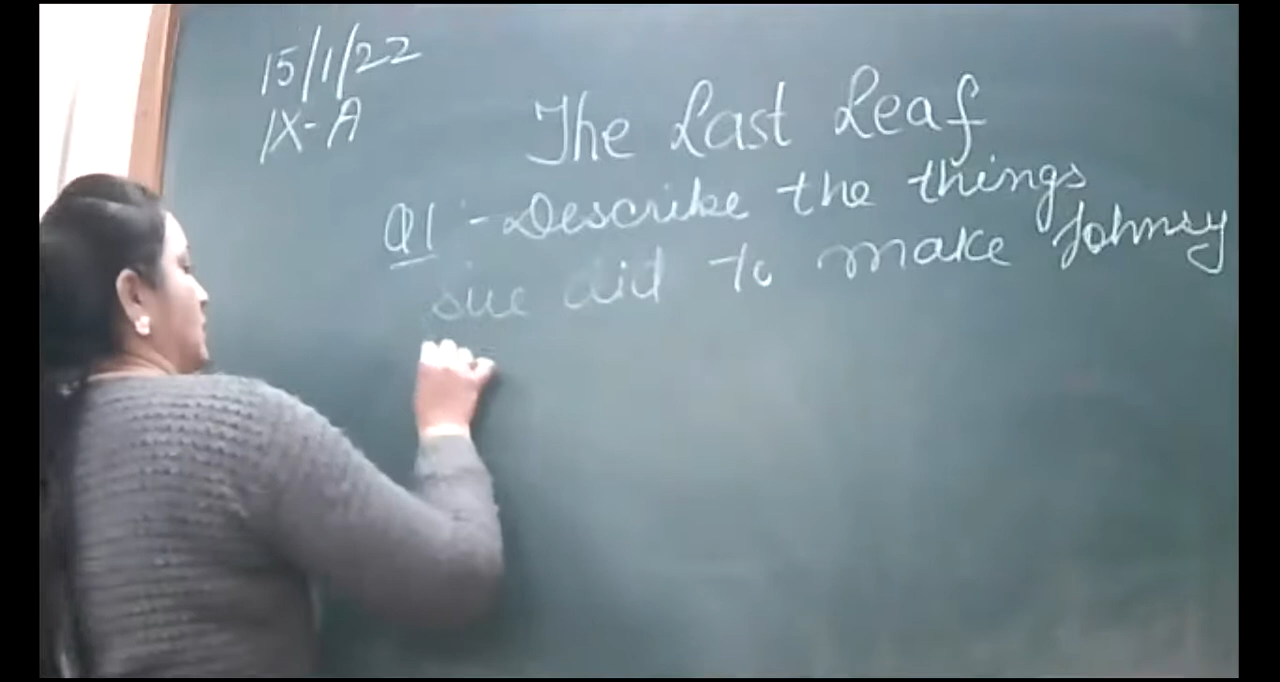 15/1/22
IX-A
The Last Leaf
Q1:- Describe the things
sue did to make Johnsy